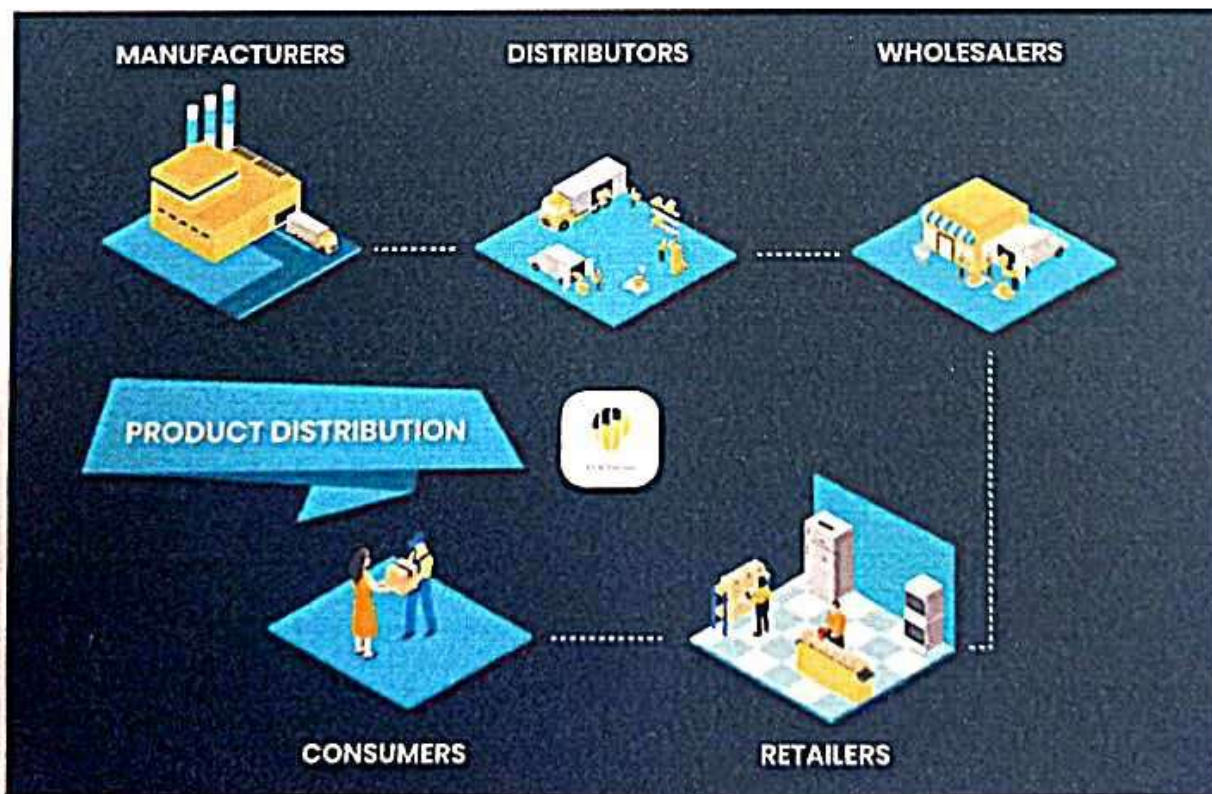 MANUFACTURERS
DISTRIBUTORS
WHOLESALERS
PRODUCT DISTRIBUTION
CONSUMERS
RETAILERS